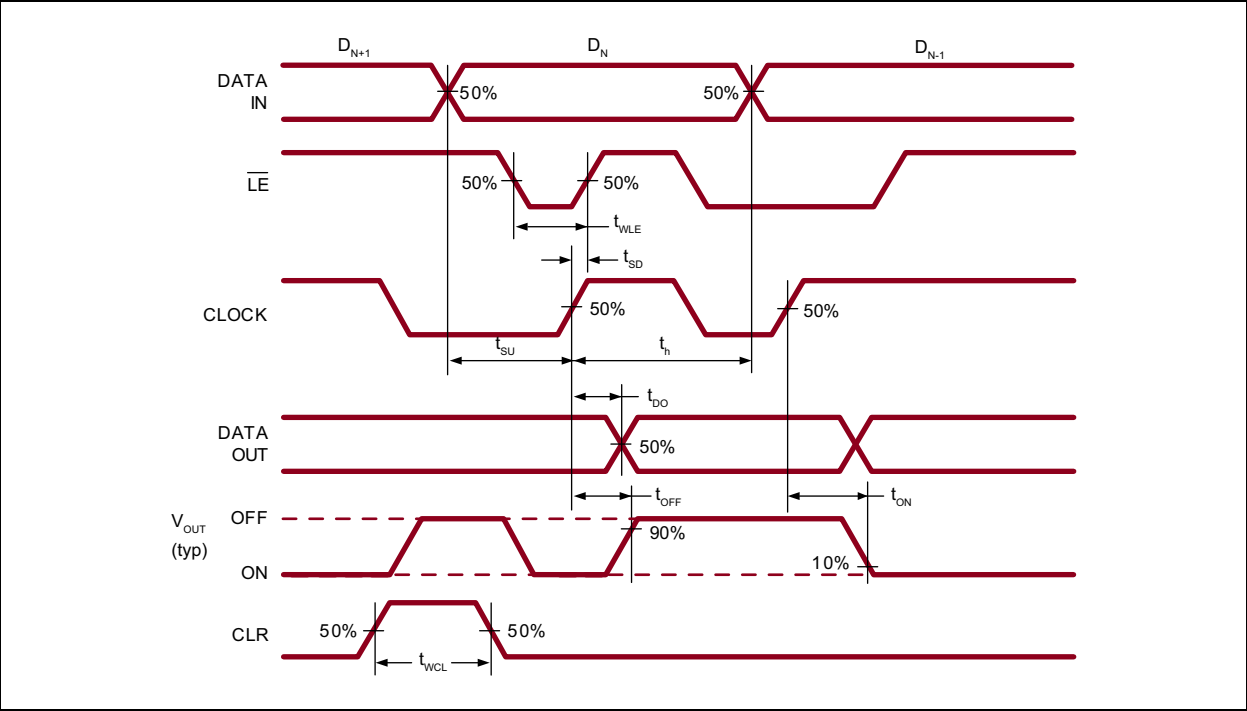 D_N+1 D_N D_N-1
DATA IN
50% 50%
L̅E̅
50% 50%
t_WLE
t_SD
CLOCK
50% 50%
t_SU t_h
t_DO
DATA OUT
50%
t_OFF t_ON
V_OUT (typ)
OFF
90%
10%
ON
CLR
50% 50%
t_WCL